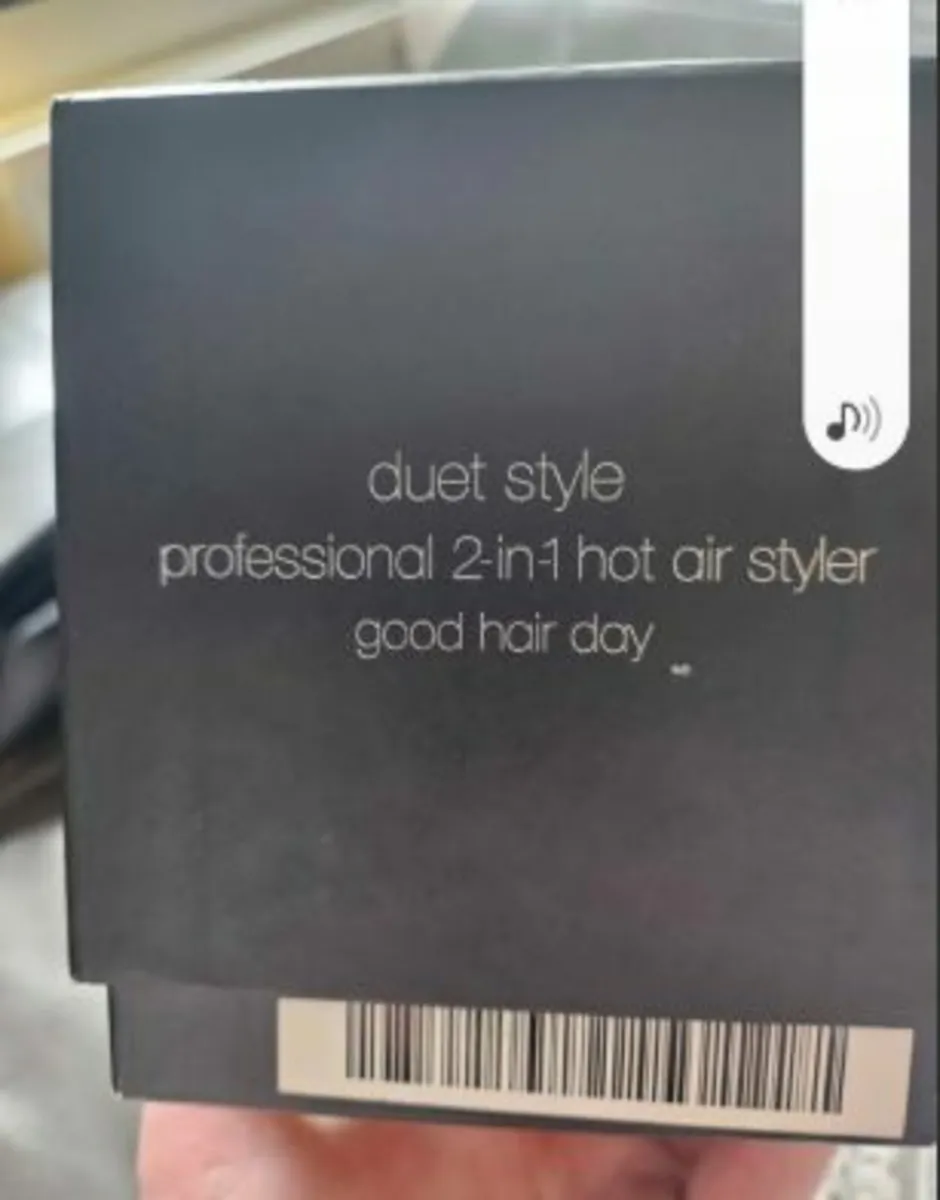 duet style
professional 2-in-1 hot air styler
good hair day